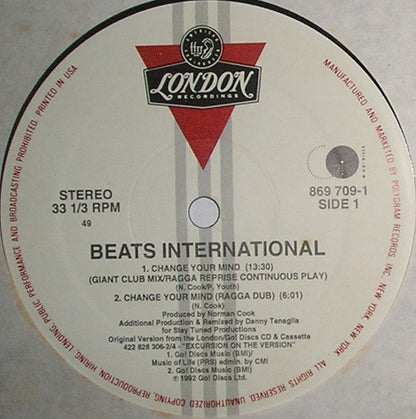 AMERICAN RECORDINGS
ffrr
LONDON
RECORDINGS
STEREO
33 1/3 RPM
49
869 709-1
SIDE 1
BEATS INTERNATIONAL
1. CHANGE YOUR MIND (13:30)
(GIANT CLUB MIX/RAGGA REPRISE CONTINUOUS PLAY)
(N.Cook/P. Youth)
2. CHANGE YOUR MIND (RAGGA DUB) (6:01)
(N.Cook)
Produced by Norman Cook
Additional Production & Remixed by Danny Tenaglia
for Stay Tuned Productions
Original Version from the London/Go! Discs CD & Cassette
422 828 306-2/4 - "EXCURSION ON THE VERSION"
1. Go! Discs Music (BMI)/
Music of Life (PRS) admin. by CMI
2. Go! Discs Music (BMI)
℗ 1992 Go! Discs Ltd.
MANUFACTURED AND MARKETED BY POLYGRAM RECORDS INC. NEW YORK, NEW YORK.
ALL RIGHTS RESERVED. UNAUTHORIZED COPYING, REPRODUCTION, HIRING, LENDING, PUBLIC PERFORMANCE AND BROADCASTING PROHIBITED. PRINTED IN USA.